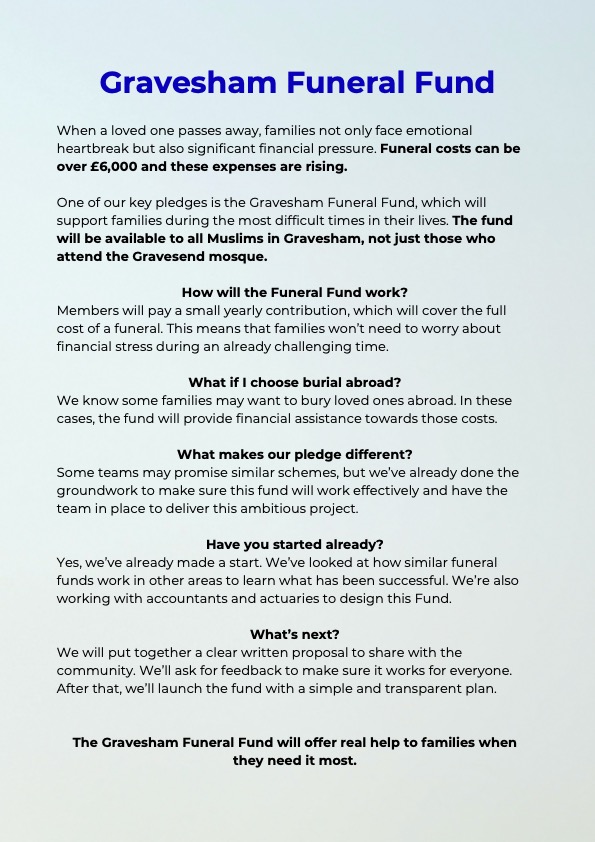 Gravesham Funeral Fund
When a loved one passes away, families not only face emotional
heartbreak but also significant financial pressure. Funeral costs can be
over £6,000 and these expenses are rising.
One of our key pledges is the Gravesham Funeral Fund, which will
support families during the most difficult times in their lives. The fund
will be available to all Muslims in Gravesham, not just those who
attend the Gravesend mosque.
How will the Funeral Fund work?
Members will pay a small yearly contribution, which will cover the full
cost of a funeral. This means that families won’t need to worry about
financial stress during an already challenging time.
What if I choose burial abroad?
We know some families may want to bury loved ones abroad. In these
cases, the fund will provide financial assistance towards those costs.
What makes our pledge different?
Some teams may promise similar schemes, but we’ve already done the
groundwork to make sure this fund will work effectively and have the
team in place to deliver this ambitious project.
Have you started already?
Yes, we’ve already made a start. We’ve looked at how similar funeral
funds work in other areas to learn what has been successful. We’re also
working with accountants and actuaries to design this Fund.
What’s next?
We will put together a clear written proposal to share with the
community. We’ll ask for feedback to make sure it works for everyone.
After that, we’ll launch the fund with a simple and transparent plan.
The Gravesham Funeral Fund will offer real help to families when
they need it most.